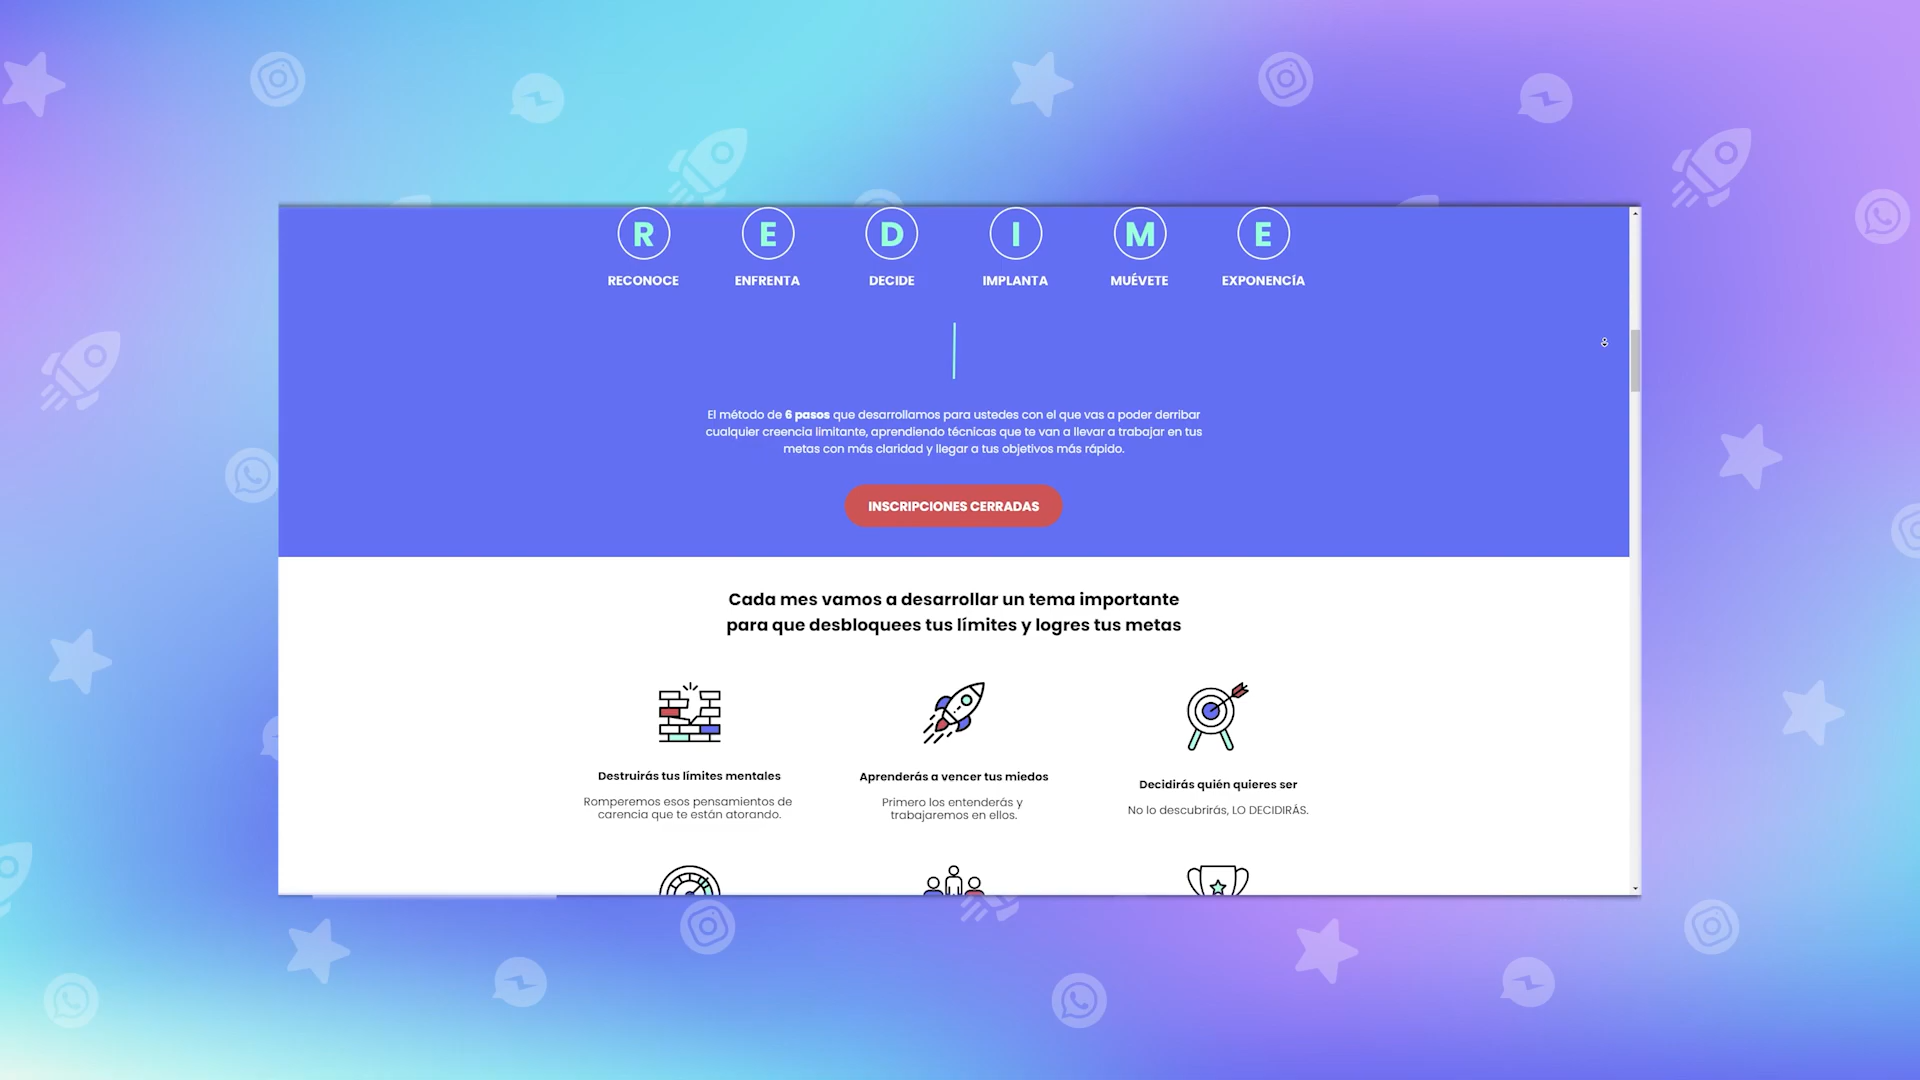 R E D I M E
RECONOCE ENFRENTA DECIDE IMPLANTA MUÉVETE EXPONENCÍA
El método de 6 pasos que desarrollamos para ustedes con el que vas a poder derribar
cualquier creencia limitante, aprendiendo técnicas que te van a llevar a trabajar en tus
metas con más claridad y llegar a tus objetivos más rápido.
INSCRIPCIONES CERRADAS
Cada mes vamos a desarrollar un tema importante
para que desbloquees tus límites y logres tus metas
Destruirás tus límites mentales
Romperemos esos pensamientos de
carencia que te están atorando.
Aprenderás a vencer tus miedos
Primero los entenderás y
trabajaremos en ellos.
Decidirás quién quieres ser
No lo descubrirás, LO DECIDIRÁS.